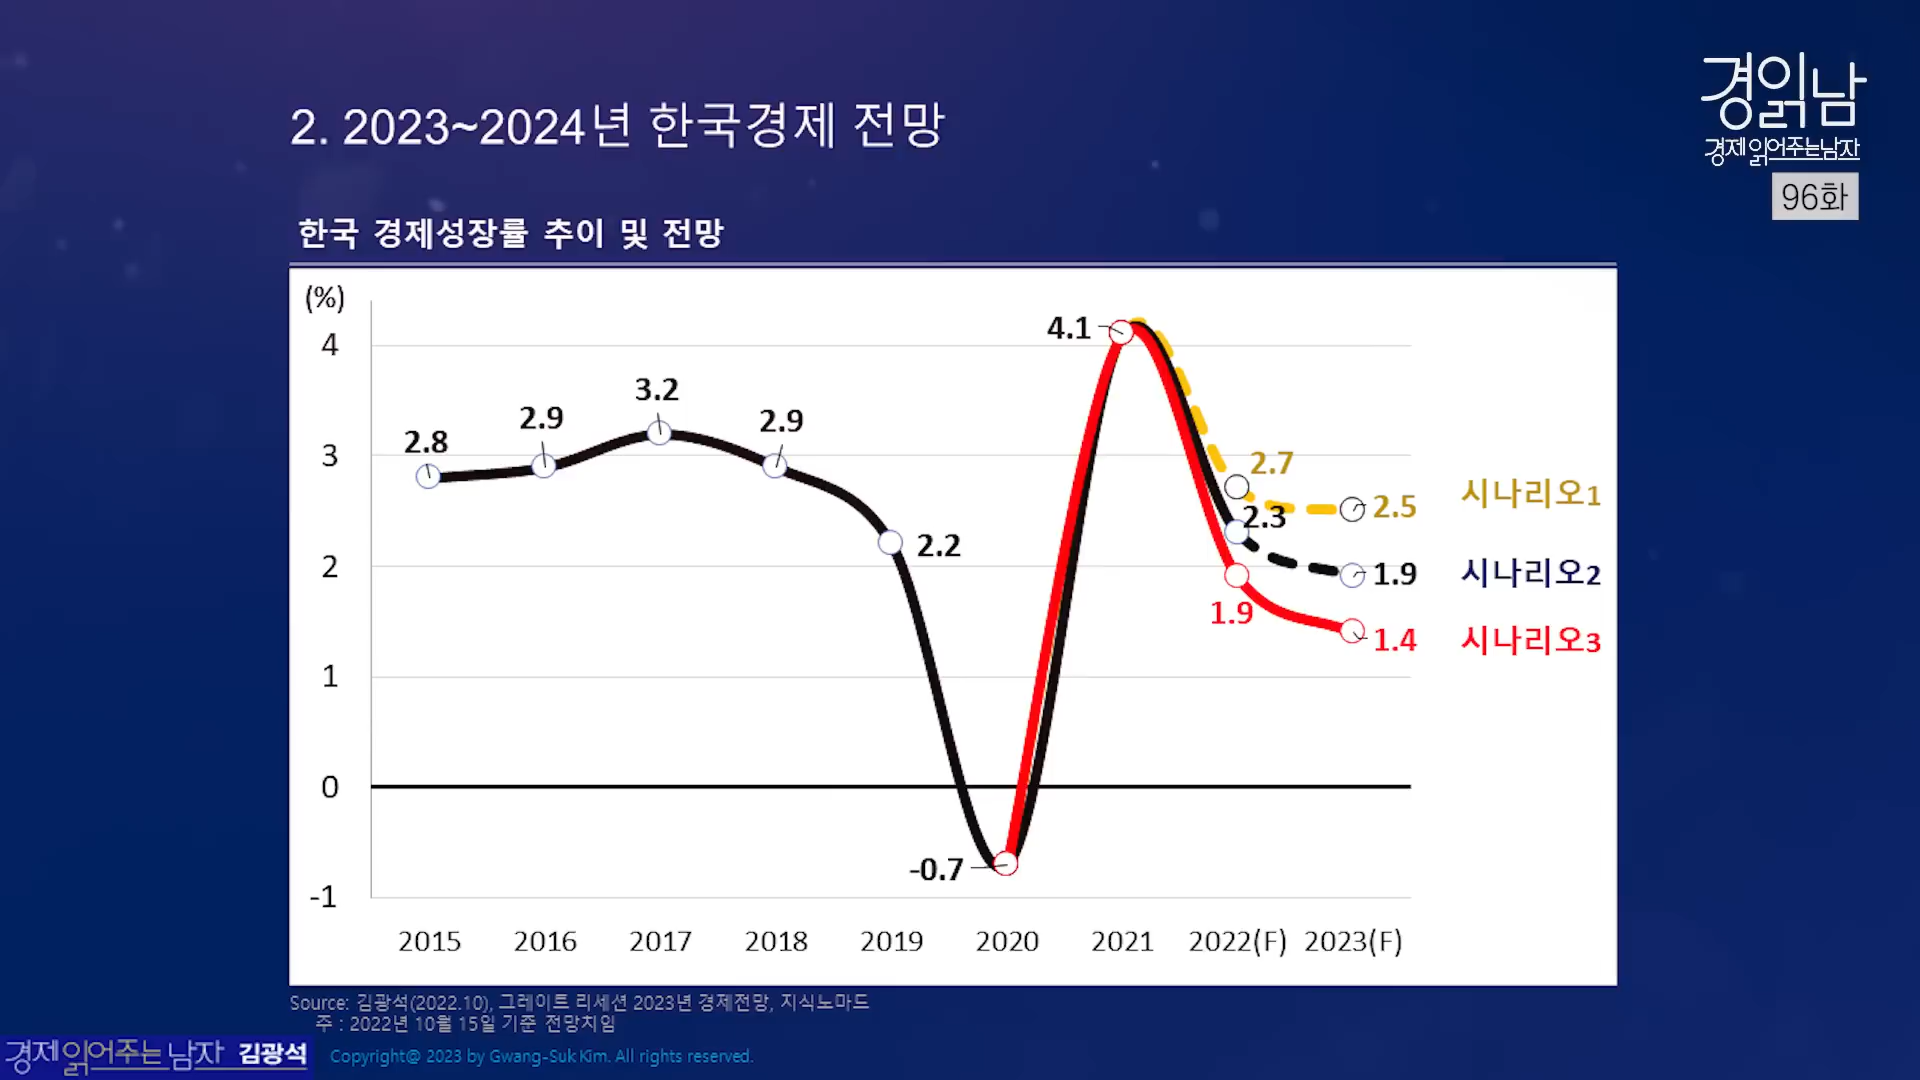 경읽남
경제읽어주는남자
96화
2. 2023~2024년 한국경제 전망
한국 경제성장률 추이 및 전망
(%)
4
3
2
1
0
-1
2.8
2.9
3.2
2.9
2.2
-0.7
4.1
2.7
2.3
1.9
2.5
1.9
1.4
시나리오1
시나리오2
시나리오3
2015 2016 2017 2018 2019 2020 2021 2022(F) 2023(F)
Source: 김광석(2022.10), 그레이트 리세션 2023년 경제전망, 지식노마드
주 : 2022년 10월 15일 기준 전망치임
경제읽어주는남자 김광석
Copyright@ 2023 by Gwang-Suk Kim. All rights reserved.